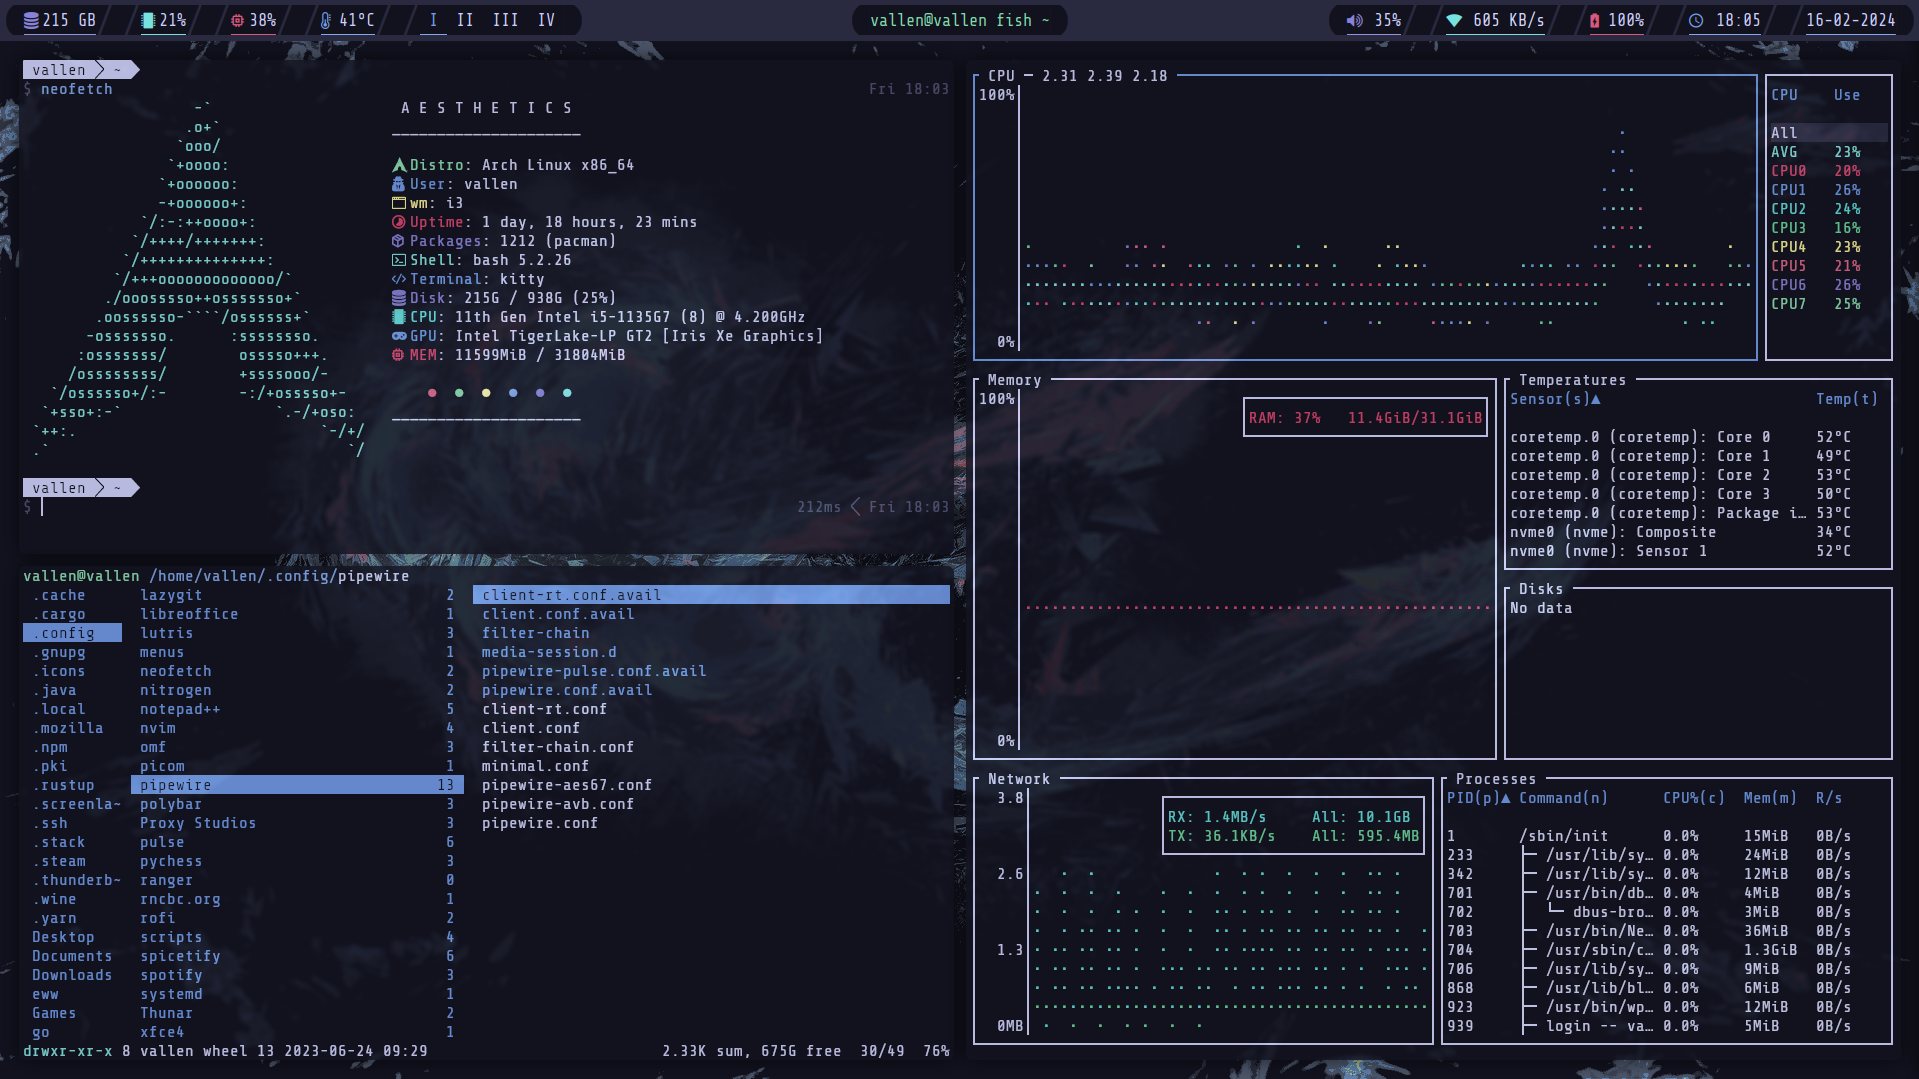 215 GB 21% 38% 41°C I II III IV
vallen@vallen fish ~
35% 605 KB/s 100% 18:05 16-02-2024
vallen ~
$ neofetch Fri 18:03
-`
.o+`
`ooo/
`+oooo:
`+oooooo:
-+oooooo+:
`/:-:++oooo+:
`/++++/+++++++:
`/++++++++++++++:
`/+++ooooooooooooo/`
./ooosssso++osssssso+`
.oossssso-````/ossssss+`
-osssssso. :ssssssso.
:osssssss/ osssso+++.
/ossssssss/ +ssssooo/-
`/ossssso+/:- -:/+osssso+-
`+sso+:-` `.-/+oso:
`++:. `-/+/
.` `/
A E S T H E T I C S
─────────────────────
Distro: Arch Linux x86_64
User: vallen
wm: i3
Uptime: 1 day, 18 hours, 23 mins
Packages: 1212 (pacman)
Shell: bash 5.2.26
Terminal: kitty
Disk: 215G / 938G (25%)
CPU: 11th Gen Intel i5-1135G7 (8) @ 4.200GHz
GPU: Intel TigerLake-LP GT2 [Iris Xe Graphics]
MEM: 11599MiB / 31804MiB
─────────────────────
vallen ~
$ 212ms Fri 18:03
vallen@vallen /home/vallen/.config/pipewire
.cache lazygit 2 client-rt.conf.avail
.cargo libreoffice 1 client.conf.avail
.config lutris 3 filter-chain
.gnupg menus 1 media-session.d
.icons neofetch 2 pipewire-pulse.conf.avail
.java nitrogen 2 pipewire.conf.avail
.local notepad++ 5 client-rt.conf
.mozilla nvim 4 client.conf
.npm omf 3 filter-chain.conf
.pki picom 1 minimal.conf
.rustup pipewire 13 pipewire-aes67.conf
.screenla~ polybar 3 pipewire-avb.conf
.ssh Proxy Studios 3 pipewire.conf
.stack pulse 6
.steam pychess 3
.thunderb~ ranger 0
.wine rncbc.org 1
.yarn rofi 2
Desktop scripts 4
Documents spicetify 6
Downloads spotify 3
eww systemd 1
Games Thunar 2
go xfce4 1
drwxr-xr-x 8 vallen wheel 13 2023-06-24 09:29 2.33K sum, 675G free 30/49 76%
CPU ─ 2.31 2.39 2.18
100%
0%
CPU Use
All
AVG 23%
CPU0 20%
CPU1 26%
CPU2 24%
CPU3 16%
CPU4 23%
CPU5 21%
CPU6 26%
CPU7 25%
Memory
100%
RAM: 37% 11.4GiB/31.1GiB
0%
Temperatures
Sensor(s)▲ Temp(t)
coretemp.0 (coretemp): Core 0 52°C
coretemp.0 (coretemp): Core 1 49°C
coretemp.0 (coretemp): Core 2 53°C
coretemp.0 (coretemp): Core 3 50°C
coretemp.0 (coretemp): Package i… 53°C
nvme0 (nvme): Composite 34°C
nvme0 (nvme): Sensor 1 52°C
Disks
No data
Network
3.8
RX: 1.4MB/s All: 10.1GB
TX: 36.1KB/s All: 595.4MB
2.6
1.3
0MB
Processes
PID(p)▲ Command(n) CPU%(c) Mem(m) R/s
1 /sbin/init 0.0% 15MiB 0B/s
233 ├─ /usr/lib/sy… 0.0% 24MiB 0B/s
342 ├─ /usr/lib/sy… 0.0% 12MiB 0B/s
701 ├─ /usr/bin/db… 0.0% 4MiB 0B/s
702 │ └─ dbus-bro… 0.0% 3MiB 0B/s
703 ├─ /usr/bin/Ne… 0.0% 36MiB 0B/s
704 ├─ /usr/sbin/c… 0.0% 1.3GiB 0B/s
706 ├─ /usr/lib/sy… 0.0% 9MiB 0B/s
868 ├─ /usr/lib/bl… 0.0% 6MiB 0B/s
923 ├─ /usr/bin/wp… 0.0% 12MiB 0B/s
939 ├─ login -- va… 0.0% 5MiB 0B/s